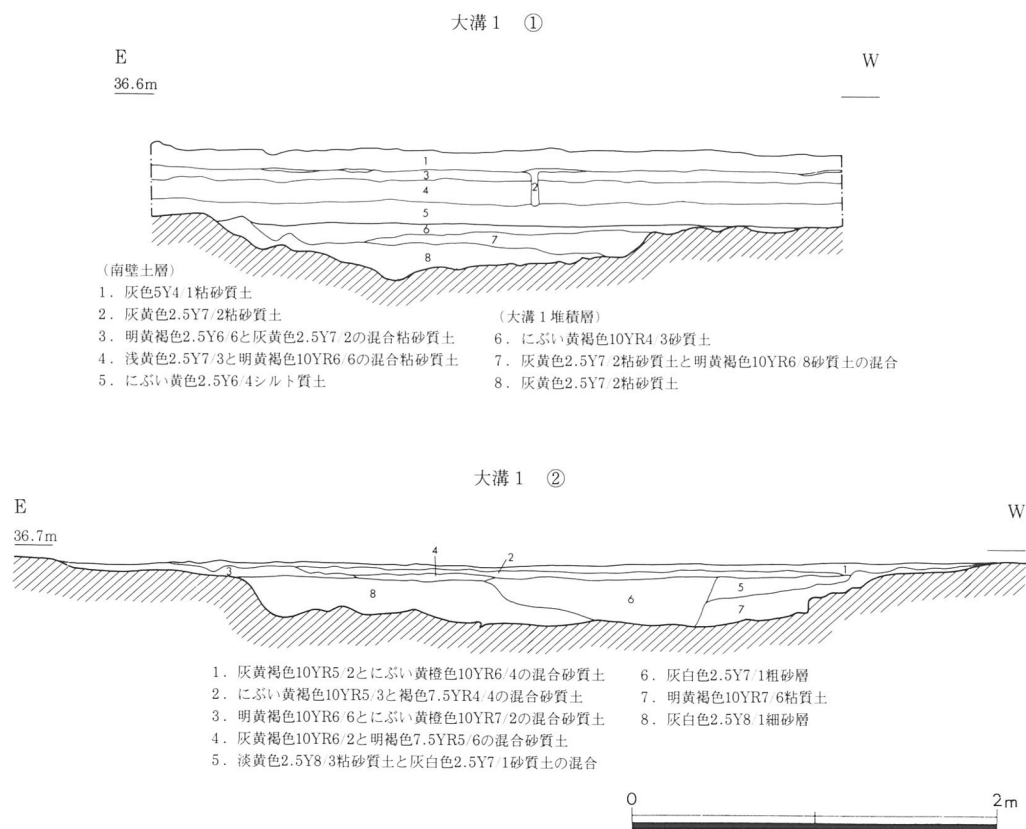 大溝1 ①
E
W
36.6m
1
3
2
4
5
6
7
8
（南壁土層）
1．灰色5Y4/1粘砂質土
2．灰黄色2.5Y7/2粘砂質土
3．明黄褐色2.5Y6/6と灰黄色2.5Y7/2の混合粘砂質土
4．浅黄色2.5Y7/3と明黄褐色10YR6/6の混合粘砂質土
5．にぶい黄色2.5Y6/4シルト質土
（大溝1堆積層）
6．にぶい黄褐色10YR4/3砂質土
7．灰黄色2.5Y7/2粘砂質土と明黄褐色10YR6/8砂質土の混合
8．灰黄色2.5Y7/2粘砂質土
大溝1 ②
E
W
36.7m
4
2
3
1
8
5
6
7
1．灰黄褐色10YR5/2とにぶい黄橙色10YR6/4の混合砂質土
2．にぶい黄褐色10YR5/3と褐色7.5YR4/4の混合砂質土
3．明黄褐色10YR6/6とにぶい黄橙色10YR7/2の混合砂質土
4．灰黄褐色10YR6/2と明褐色7.5YR5/6の混合砂質土
5．淡黄色2.5Y8/3粘砂質土と灰白色2.5Y7/1砂質土の混合
6．灰白色2.5Y7/1粗砂層
7．明黄褐色10YR7/6粘質土
8．灰白色2.5Y8/1細砂層
0
2m